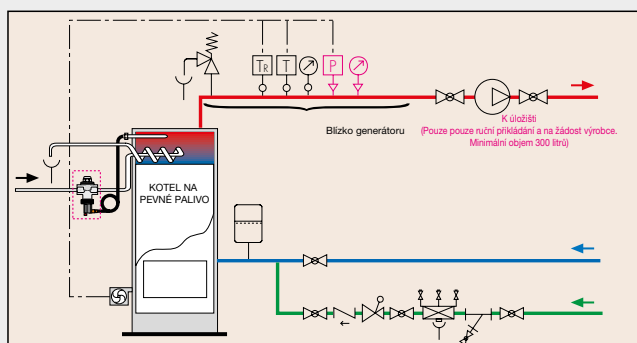 TR T P
Blízko generátoru
K úložišti
(Pouze pouze ruční přikládání a na žádost výrobce.
Minimální objem 300 litrů)
KOTEL NA
PEVNÉ PALIVO